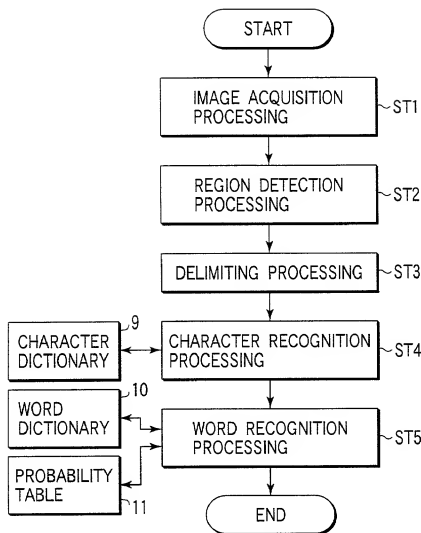 START
IMAGE ACQUISITION
PROCESSING
ST1
REGION DETECTION
PROCESSING
ST2
DELIMITING PROCESSING
ST3
9
CHARACTER
DICTIONARY
CHARACTER RECOGNITION
PROCESSING
ST4
10
WORD
DICTIONARY
WORD RECOGNITION
PROCESSING
ST5
PROBABILITY
TABLE
11
END